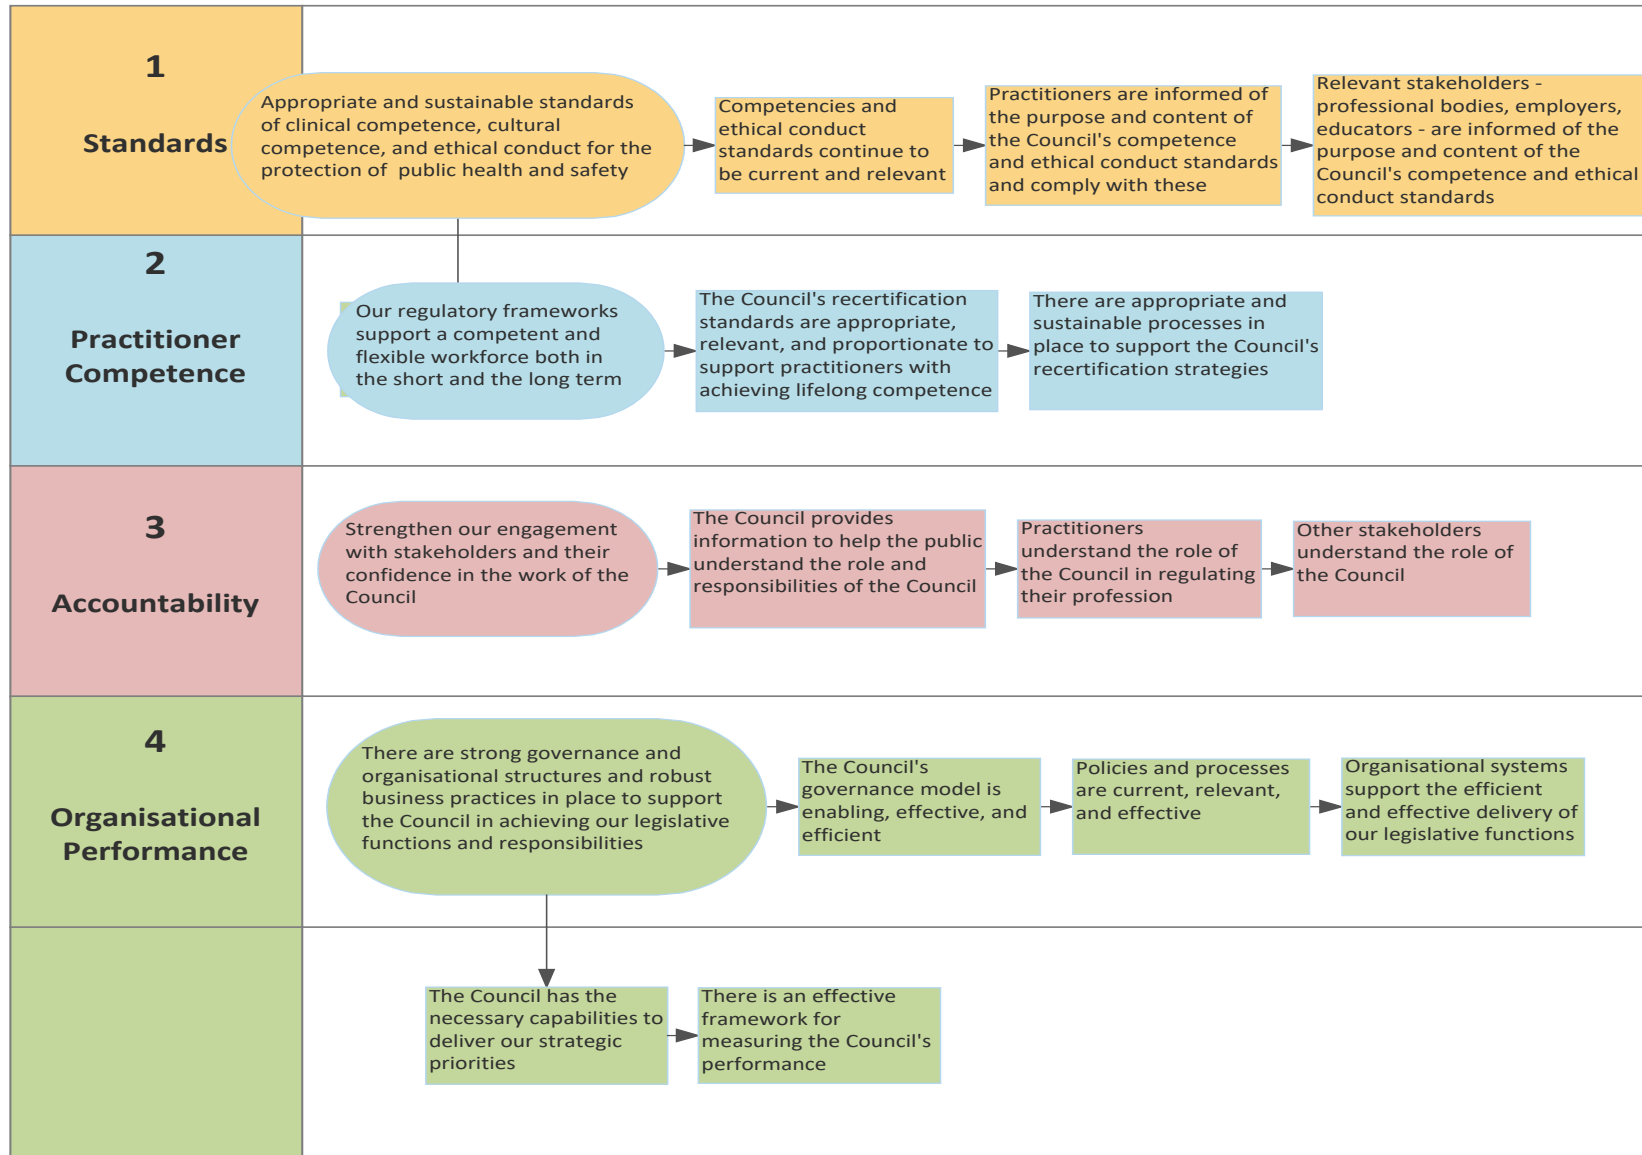 1
Standards
Appropriate and sustainable standards
of clinical competence, cultural
competence, and ethical conduct for the
protection of  public health and safety
Competencies and
ethical conduct
standards continue to
be current and relevant
Practitioners are informed of
the purpose and content of
the Council's competence
and ethical conduct standards
and comply with these
Relevant stakeholders -
professional bodies, employers,
educators - are informed of the
purpose and content of the
Council's competence and ethical
conduct standards
2
Practitioner
Competence
Our regulatory frameworks
support a competent and
flexible workforce both in
the short and the long term
The Council's recertification
standards are appropriate,
relevant, and proportionate to
support practitioners with
achieving lifelong competence
There are appropriate and
sustainable processes in
place to support the Council's
recertification strategies
3
Accountability
Strengthen our engagement
with stakeholders and their
confidence in the work of the
Council
The Council provides
information to help the public
understand the role and
responsibilities of the Council
Practitioners
understand the role of
the Council in regulating
their profession
Other stakeholders
understand the role of
the Council
4
Organisational
Performance
There are strong governance and
organisational structures and robust
business practices in place to support
the Council in achieving our legislative
functions and responsibilities
The Council's
governance model is
enabling, effective, and
efficient
Policies and processes
are current, relevant,
and effective
Organisational systems
support the efficient
and effective delivery of
our legislative functions
The Council has the
necessary capabilities to
deliver our strategic
priorities
There is an effective
framework for
measuring the Council's
performance